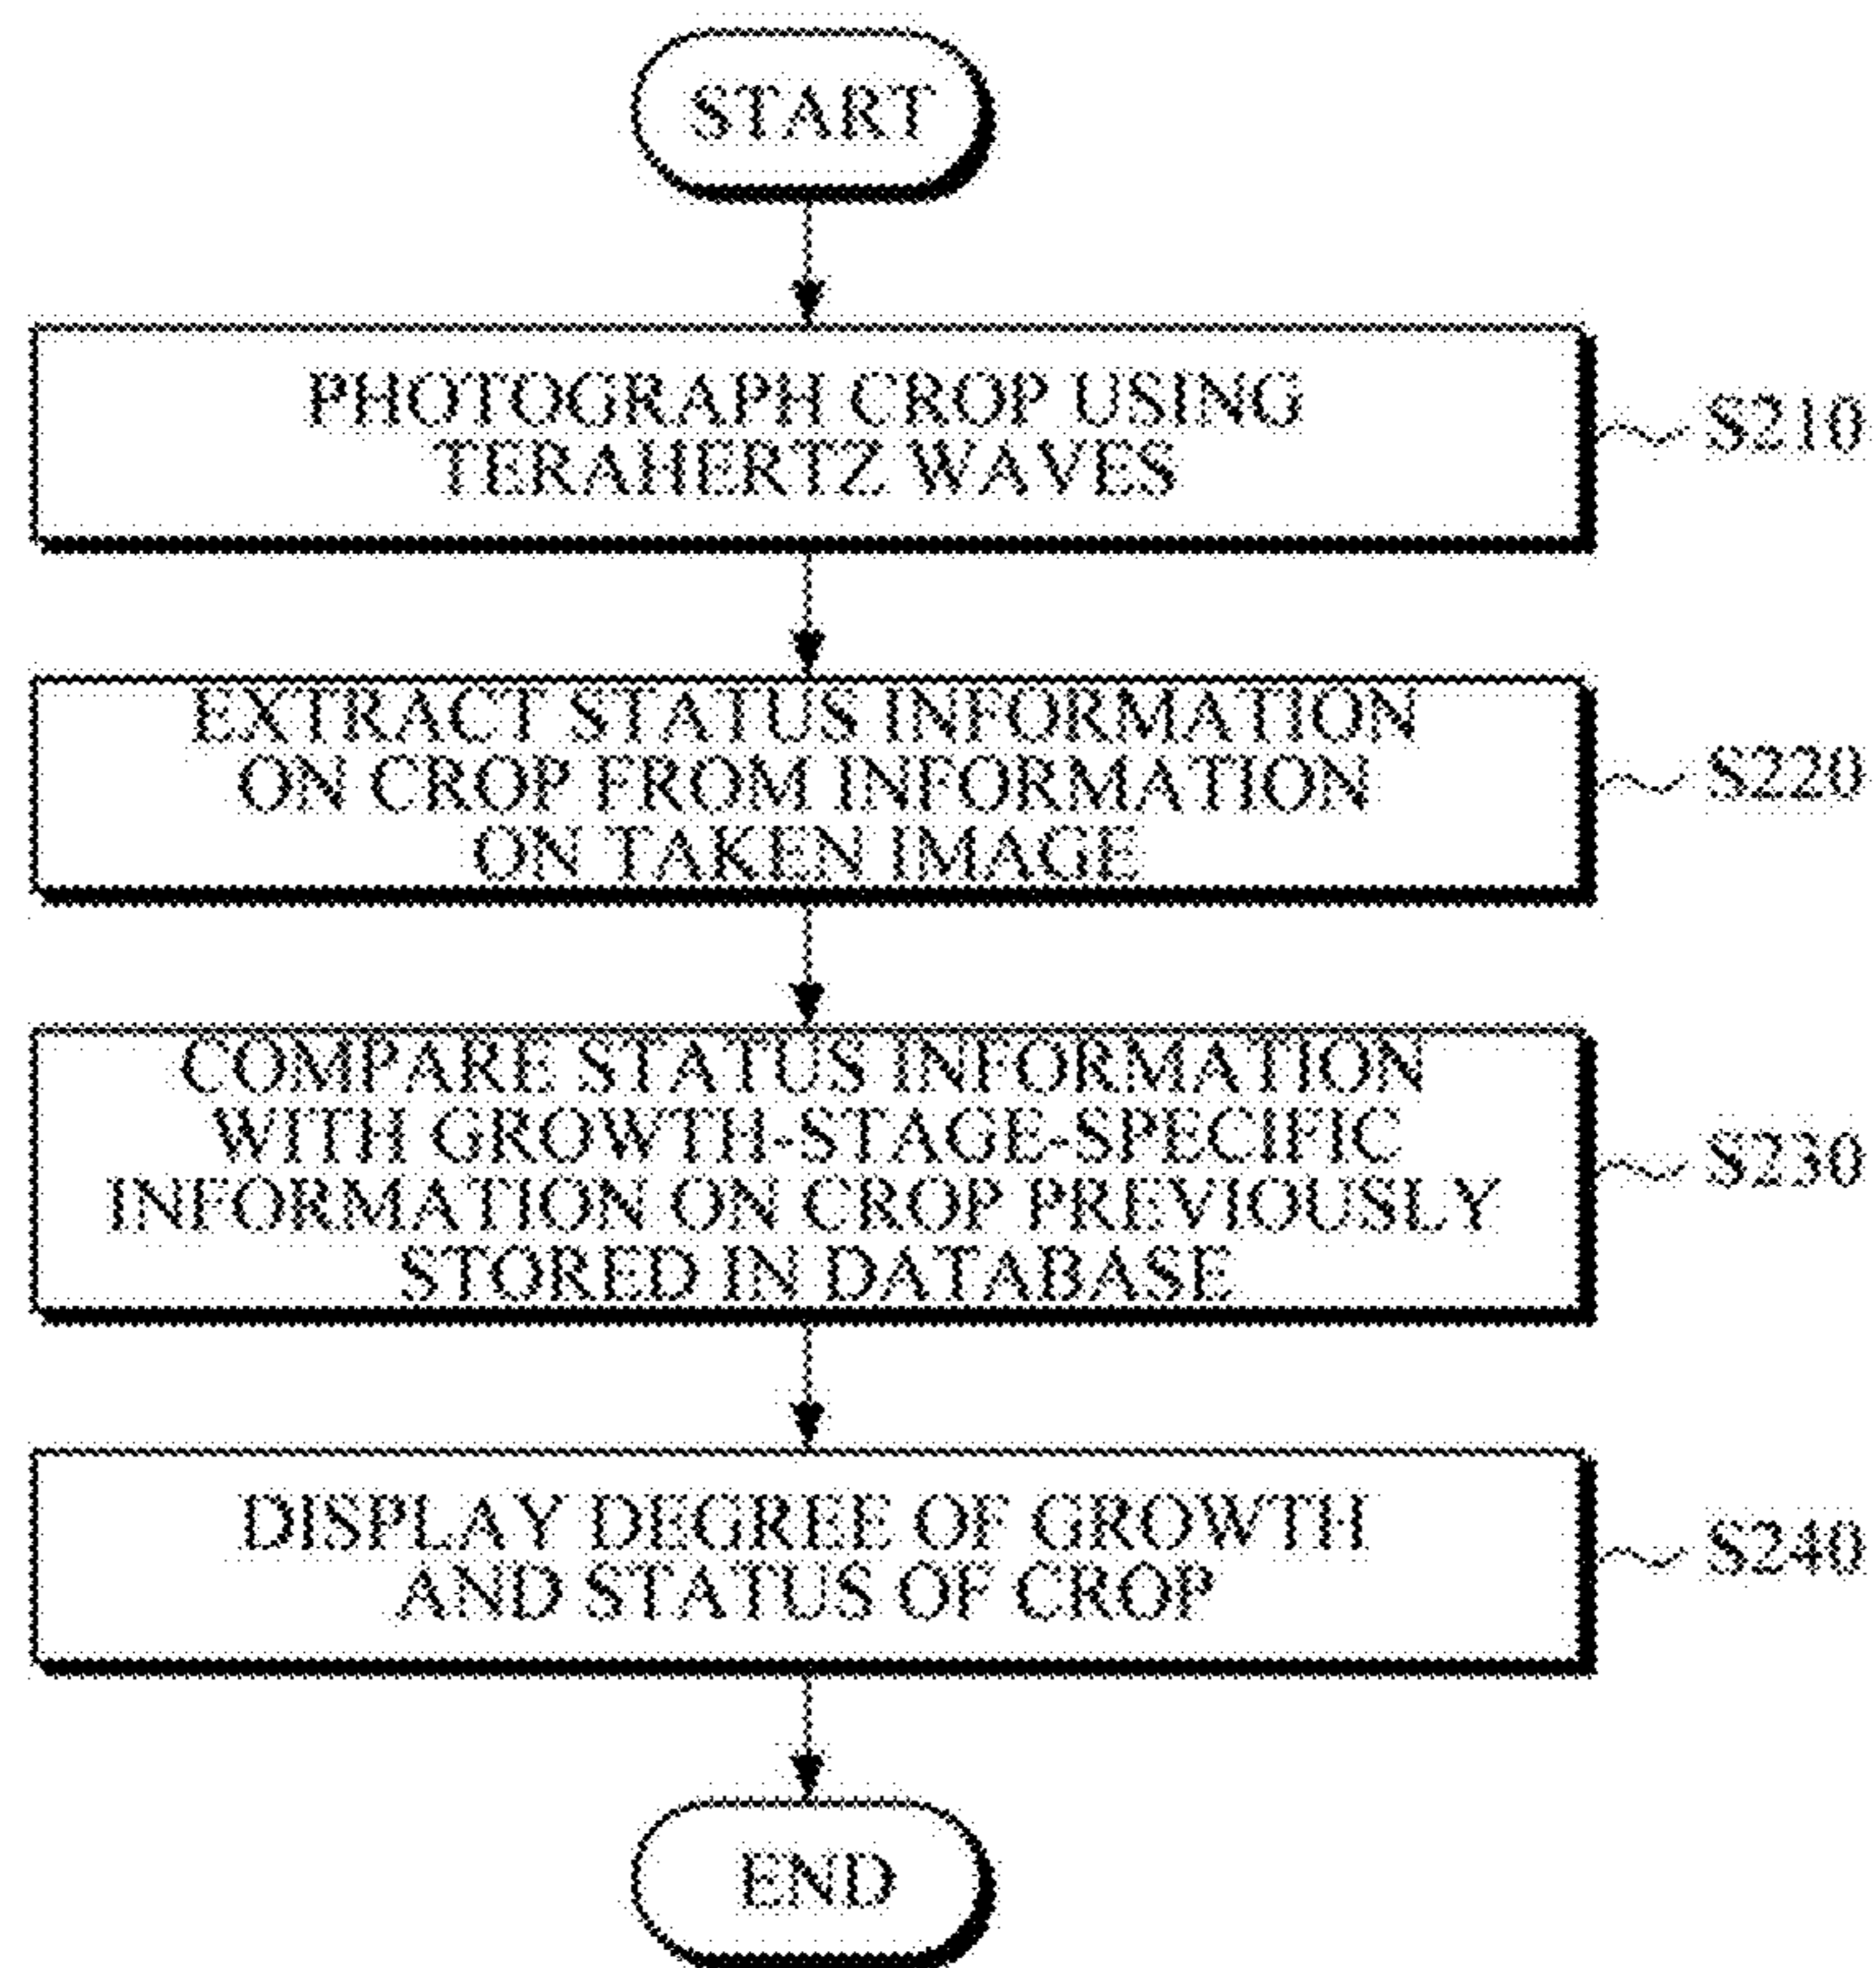 START
PHOTOGRAPH CROP USING
TERAHERTZ WAVES
S210
EXTRACT STATUS INFORMATION
ON CROP FROM INFORMATION
ON TAKEN IMAGE
S220
COMPARE STATUS INFORMATION
WITH GROWTH-STAGE-SPECIFIC
INFORMATION ON CROP PREVIOUSLY
STORED IN DATABASE
S230
DISPLAY DEGREE OF GROWTH
AND STATUS OF CROP
S240
END